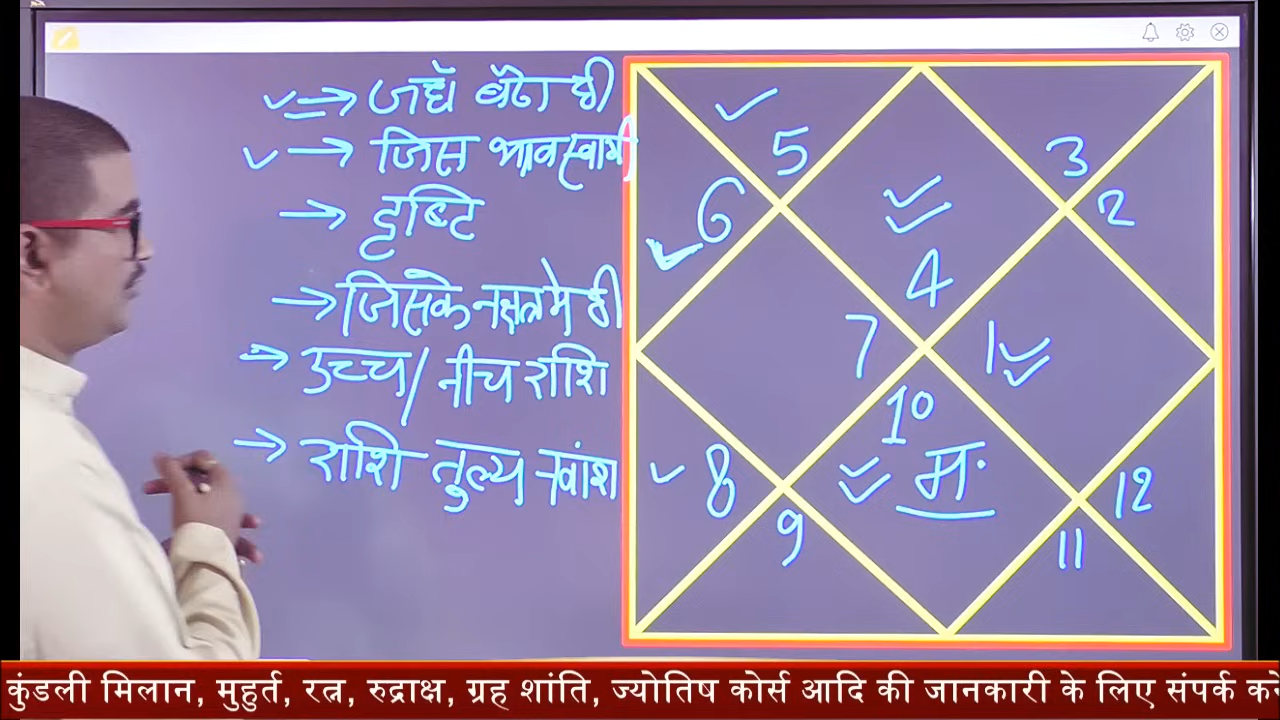 → जहाँ बैठा हो
→ जिस भाव स्वामी
→ दृष्टि
→ जिसके नक्षत्र मे हो
→ उच्च/नीच राशि
→ राशि तुल्य नवांश
5
3
6
2
4
7
1
10
मं.
8
12
9
11
कुंडली मिलान, मुहुर्त, रत्न, रुद्राक्ष, ग्रह शांति, ज्योतिष कोर्स आदि की जानकारी के लिए संपर्क करे